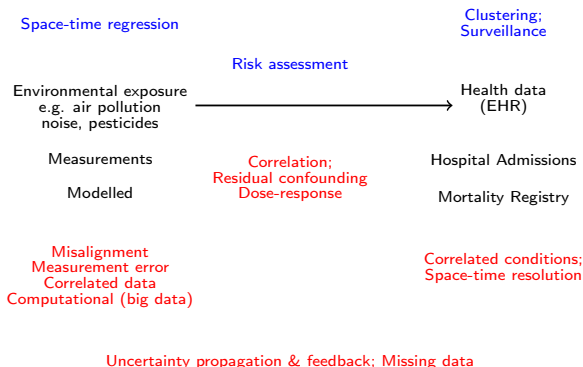 Space-time regression
Clustering;
Surveillance
Risk assessment
Environmental exposure
e.g. air pollution
noise, pesticides
Health data
(EHR)
Measurements
Modelled
Correlation;
Residual confounding
Dose-response
Hospital Admissions
Mortality Registry
Misalignment
Measurement error
Correlated data
Computational (big data)
Correlated conditions;
Space-time resolution
Uncertainty propagation & feedback; Missing data